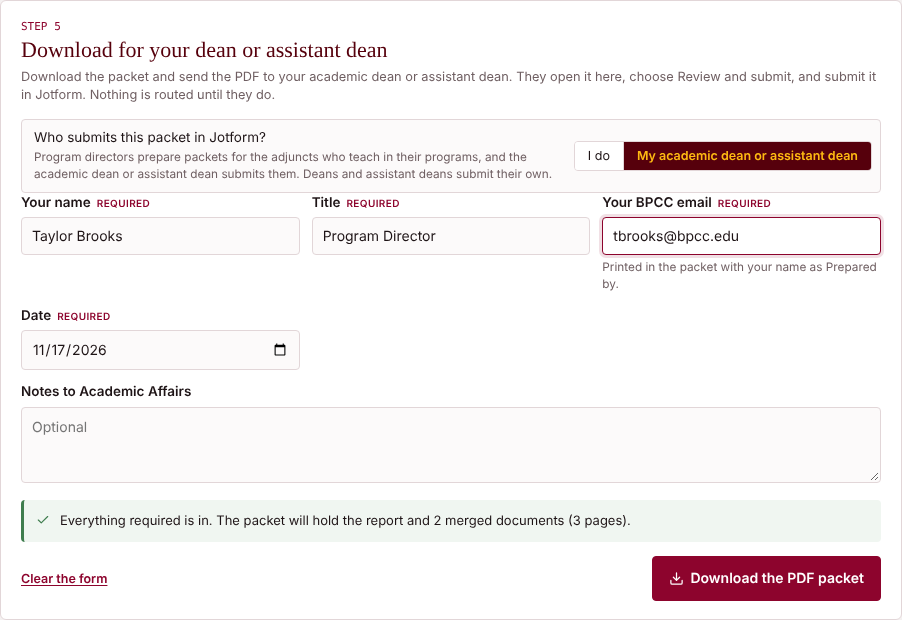 STEP 5
Download for your dean or assistant dean
Download the packet and send the PDF to your academic dean or assistant dean. They open it here, choose Review and submit, and submit it
in Jotform. Nothing is routed until they do.
Who submits this packet in Jotform?
Program directors prepare packets for the adjuncts who teach in their programs, and the
academic dean or assistant dean submits them. Deans and assistant deans submit their own.
I do
My academic dean or assistant dean
Your name REQUIRED
Title REQUIRED
Your BPCC email REQUIRED
Taylor Brooks
Program Director
tbrooks@bpcc.edu
Printed in the packet with your name as Prepared
by.
Date REQUIRED
11/17/2026
Notes to Academic Affairs
Optional
Everything required is in. The packet will hold the report and 2 merged documents (3 pages).
Clear the form
Download the PDF packet